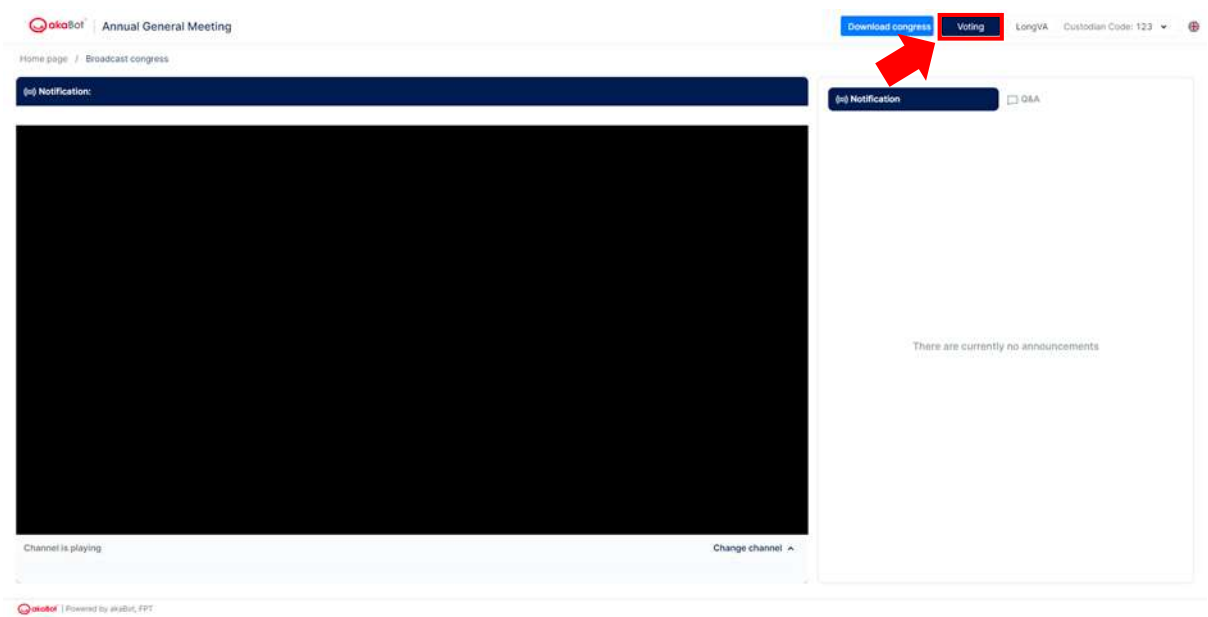 akaBot Annual General Meeting
Download congress Voting LongVA Custodian Code: 123
Home page / Broadcast congress
Notification:
Notification Q&A
There are currently no announcements
Channel is playing Change channel
akaBot | Powered by akaBot, FPT